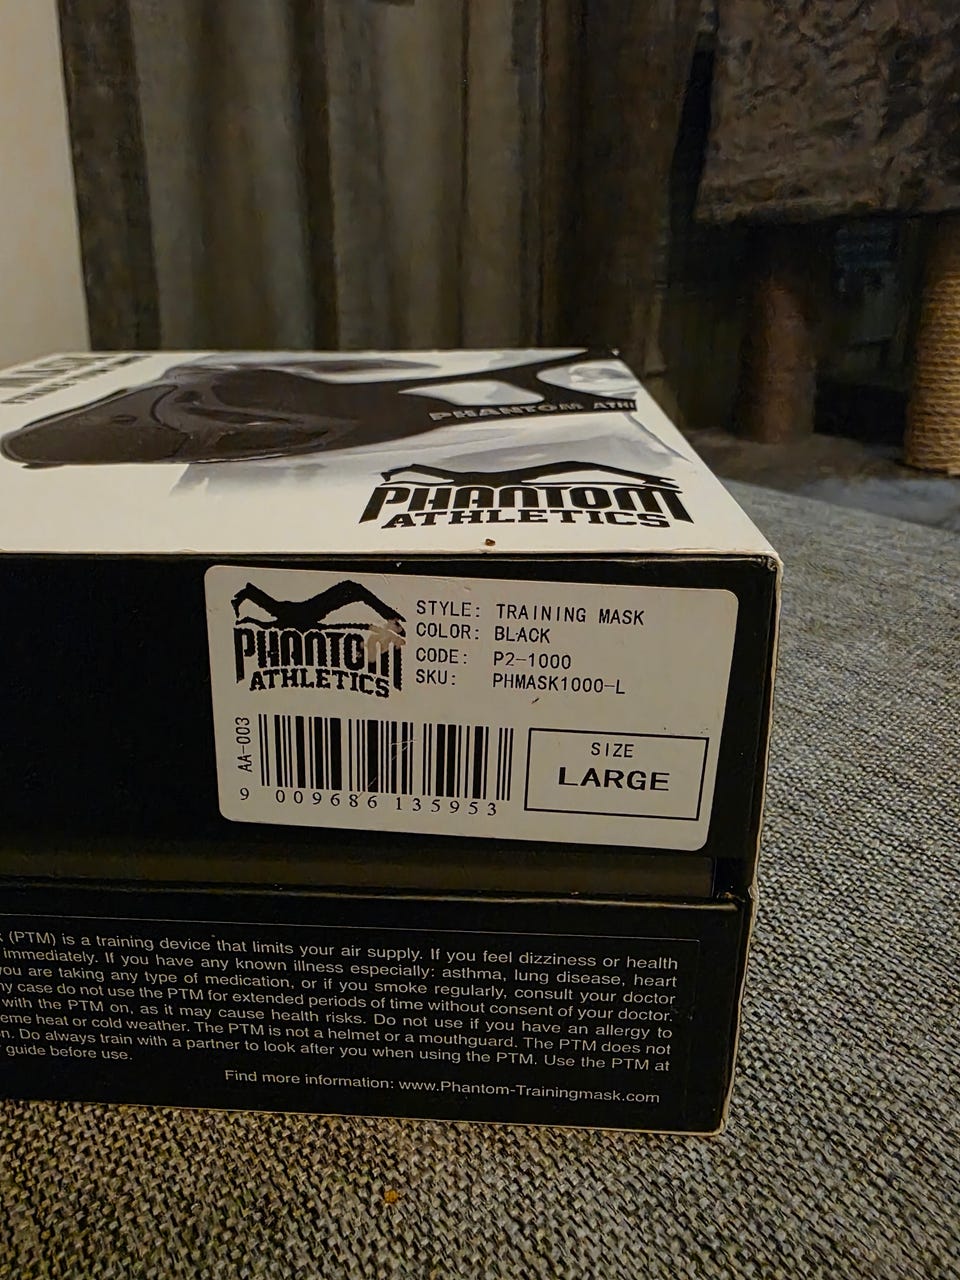 PHANTOM ATH
PHANTOM
ATHLETICS
PHANTOM
ATHLETICS
STYLE: TRAINING MASK
COLOR: BLACK
CODE: P2-1000
SKU: PHMASK1000-L
AA-003
9 009686 135953
SIZE
LARGE
(PTM) is a training device that limits your air supply. If you feel dizziness or health
immediately. If you have any known illness especially: asthma, lung disease, heart
you are taking any type of medication, or if you smoke regularly, consult your doctor
ny case do not use the PTM for extended periods of time without consent of your doctor.
with the PTM on, as it may cause health risks. Do not use if you have an allergy to
eme heat or cold weather. The PTM is not a helmet or a mouthguard. The PTM does not
n. Do always train with a partner to look after you when using the PTM. Use the PTM at
guide before use.
Find more information: www.Phantom-Trainingmask.com